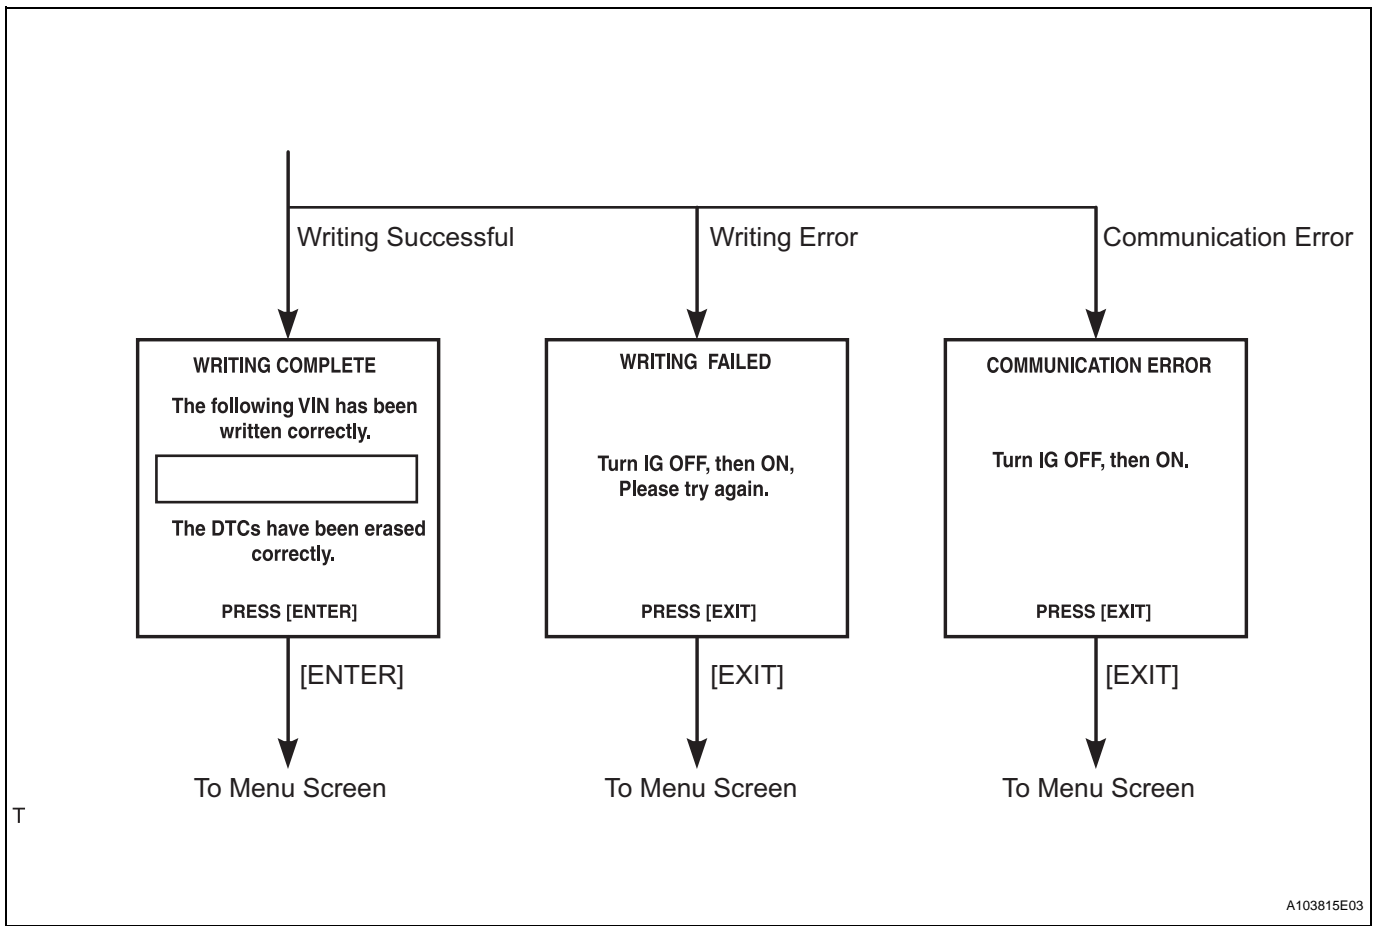 Writing Successful
Writing Error
Communication Error
WRITING COMPLETE
The following VIN has been
written correctly.
The DTCs have been erased
correctly.
PRESS [ENTER]
WRITING FAILED
Turn IG OFF, then ON,
Please try again.
PRESS [EXIT]
COMMUNICATION ERROR
Turn IG OFF, then ON.
PRESS [EXIT]
[ENTER]
[EXIT]
[EXIT]
To Menu Screen
To Menu Screen
To Menu Screen
T
A103815E03